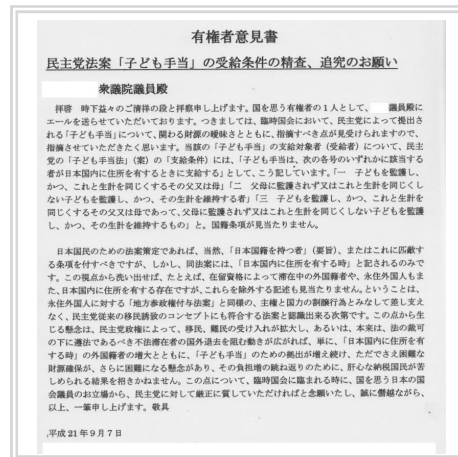 有権者意見書
民主党法案「子ども手当」の受給条件の精査、追究のお願い
衆議院議員殿
拝啓 時下益々のご清祥の段と拝察申し上げます。国を思う有権者の1人として、 議員殿に
エールを送らせていただいております。つきましては、臨時国会において、民主党によって提出さ
れる「子ども手当」について、関わる財源の曖昧さとともに、指摘すべき点が見受けられますので、
指摘させていただきたく思います。当該の「子ども手当」の支給対象者(受給者)について、民主
党の「子ども手当法」(案)の「支給条件」には、「子ども手当は、次の各号のいずれかに該当する
者が日本国内に住所を有するときに支給する」として、こう記しています。「一 子どもを監護し、
かつ、これと生計を同じくするその父又は母」「二 父母に監護されず又はこれと生計を同じくし
ない子どもを監護し、かつ、その生計を維持する者」「三 子どもを監護し、かつ、これと生計を
同じくするその父又は母であって、父母に監護されず又はこれと生計を同じくしない子どもを監護
し、かつ、その生計を維持するもの」と。国籍条項が見当たりません。
日本国民のための法案策定であれば、当然、「日本国籍を持つ者」(要旨)、またはこれに匹敵す
る条項を付すべきですが、しかし、同法案には、「日本国内に住所を有する時」と記されるのみで
す。この視点から洗い出せば、たとえば、在留資格によって滞在中の外国籍者や、永住外国人もま
た、日本国内に住所を有する存在ですが、これらを除外する記述も見当たりません。ということは、
永住外国人に対する「地方参政権付与法案」と同様の、主権と国力の割譲行為とみなして差し支え
なく、民主党従来の移民誘致のコンセプトにも符合する法案と認識出来る次第です。この点から生
じる懸念は、民主党政権によって、移民、難民の受け入れが拡大し、あるいは、本来は、法の裁可
の下に遵法であるべき不法滞在者の国外退去を阻む動きが広がれば、単に、「日本国内に住所を有
する時」の外国籍者の増大とともに、「子ども手当」のための拠出が増え続け、ただでさえ困難な
財源確保が、さらに困難になる懸念があり、その負担増の跳ね返りのために、肝心な納税国民が苦
しめられる結果を招きかねません。この点について、臨時国会に臨まれる時に、国を思う日本の国
会議員のお立場から、民主党に対して厳正に質していただければと念願いたし、誠に僭越ながら、
以上、一筆申し上げます。敬具
平成21年9月7日